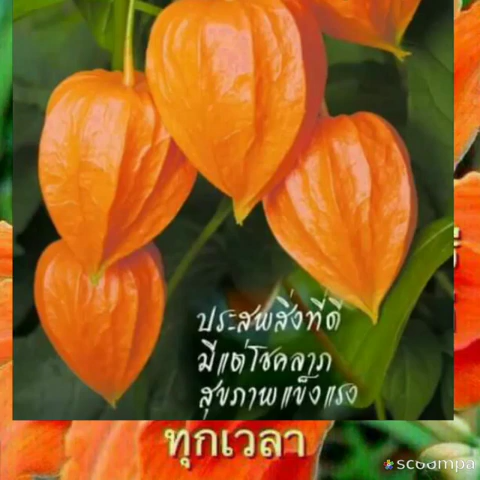 ประสพสิ่งที่ดี
มีแต่โชคลาภ
สุขภาพแข็งแรง
ทุกเวลา
scoompa